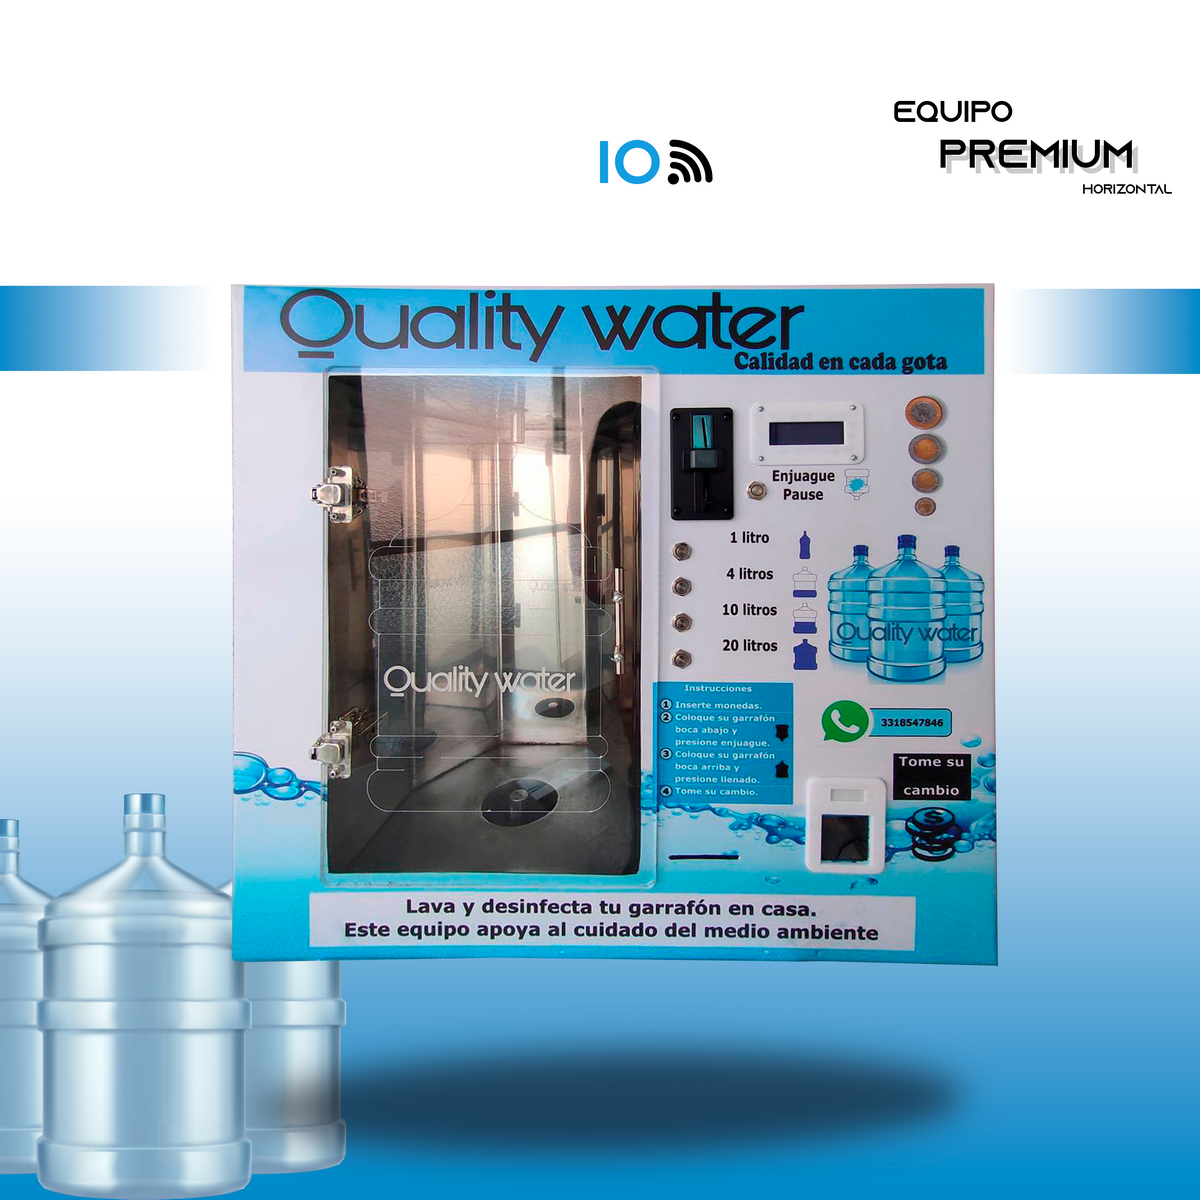 EQUIPO
PREMIUM
HORIZONTAL
IO
Quality water
Calidad en cada gota
Enjuague
Pause
1 litro
4 litros
10 litros
20 litros
Quality water
Quality water
Instrucciones
1 Inserte monedas.
2 Coloque su garrafón
boca abajo y
presione enjuague.
3 Coloque su garrafón
boca arriba y
presione llenado.
4 Tome su cambio.
3318547846
Tome su
cambio
$
Lava y desinfecta tu garrafón en casa.
Este equipo apoya al cuidado del medio ambiente